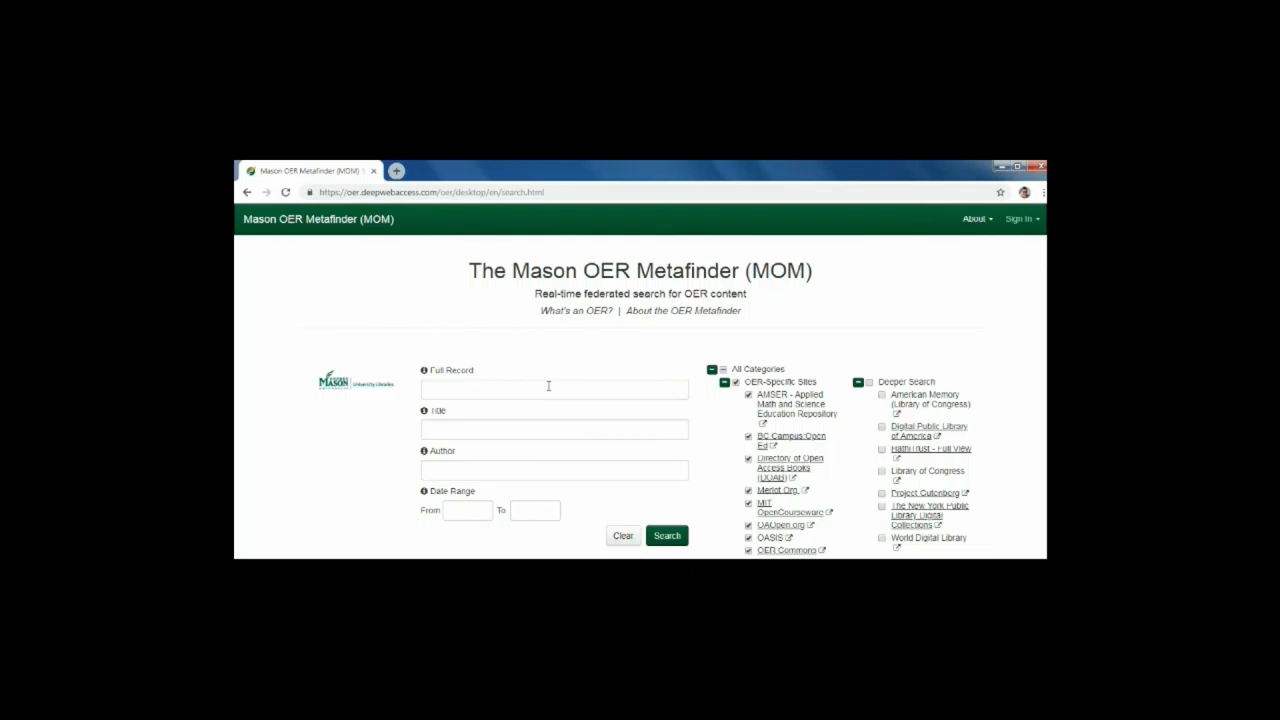 Mason OER Metafinder (MOM)
https://oer.deepwebaccess.com/oer/desktop/en/search.html
Mason OER Metafinder (MOM)
About
Sign In
The Mason OER Metafinder (MOM)
Real-time federated search for OER content
What's an OER? | About the OER Metafinder
MASON University Libraries
Full Record
Title
Author
Date Range
From
To
Clear
Search
All Categories
OER-Specific Sites
AMSER - Applied
Math and Science
Education Repository
BC Campus:Open
Ed
Directory of Open
Access Books
(DOAB)
Merlot Org.
MIT
OpenCourseware
OAOpen.org
OASIS
OER Commons
Deeper Search
American Memory
(Library of Congress)
Digital Public Library
of America
HathiTrust - Full View
Library of Congress
Project Gutenberg
The New York Public
Library Digital
Collections
World Digital Library